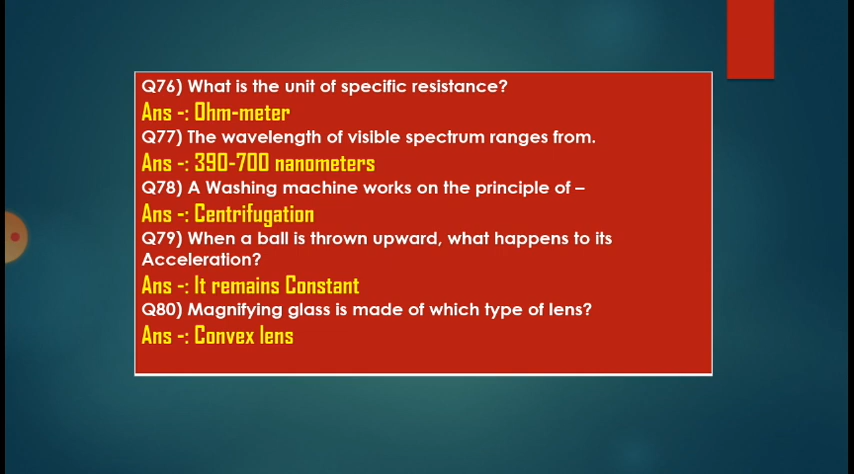 Q76) What is the unit of specific resistance?
Ans -: Ohm-meter
Q77) The wavelength of visible spectrum ranges from.
Ans -: 390-700 nanometers
Q78) A Washing machine works on the principle of –
Ans -: Centrifugation
Q79) When a ball is thrown upward, what happens to its
Acceleration?
Ans -: It remains Constant
Q80) Magnifying glass is made of which type of lens?
Ans -: Convex lens